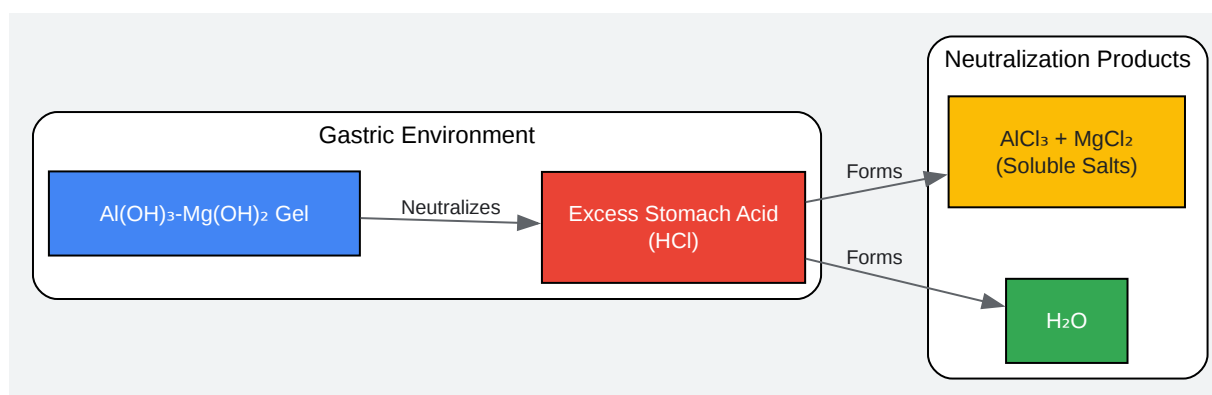 Gastric Environment
Al(OH)₃-Mg(OH)₂ Gel
Neutralizes
Excess Stomach Acid
(HCl)
Forms
Forms
Neutralization Products
AlCl₃ + MgCl₂
(Soluble Salts)
H₂O